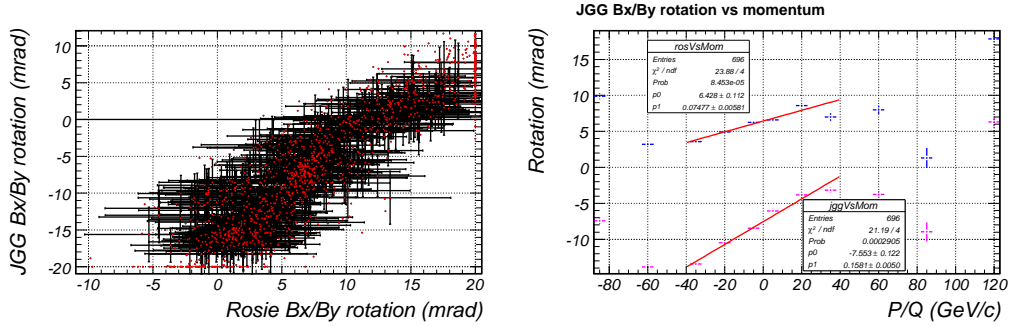 JGG Bx/By rotation (mrad)
10
5
0
-5
-10
-15
-20
-10 -5 0 5 10 15 20
Rosie Bx/By rotation (mrad)
JGG Bx/By rotation vs momentum
Rotation (mrad)
15
10
5
0
-5
-10
rosVsMom
Entries 696
χ² / ndf 23.88 / 4
Prob 8.453e-05
p0 6.428 ± 0.112
p1 0.07477 ± 0.00581
jggVsMom
Entries 696
χ² / ndf 21.19 / 4
Prob 0.0002905
p0 -7.553 ± 0.122
p1 0.1581 ± 0.0050
-80 -60 -40 -20 0 20 40 60 80 100 120
P/Q (GeV/c)